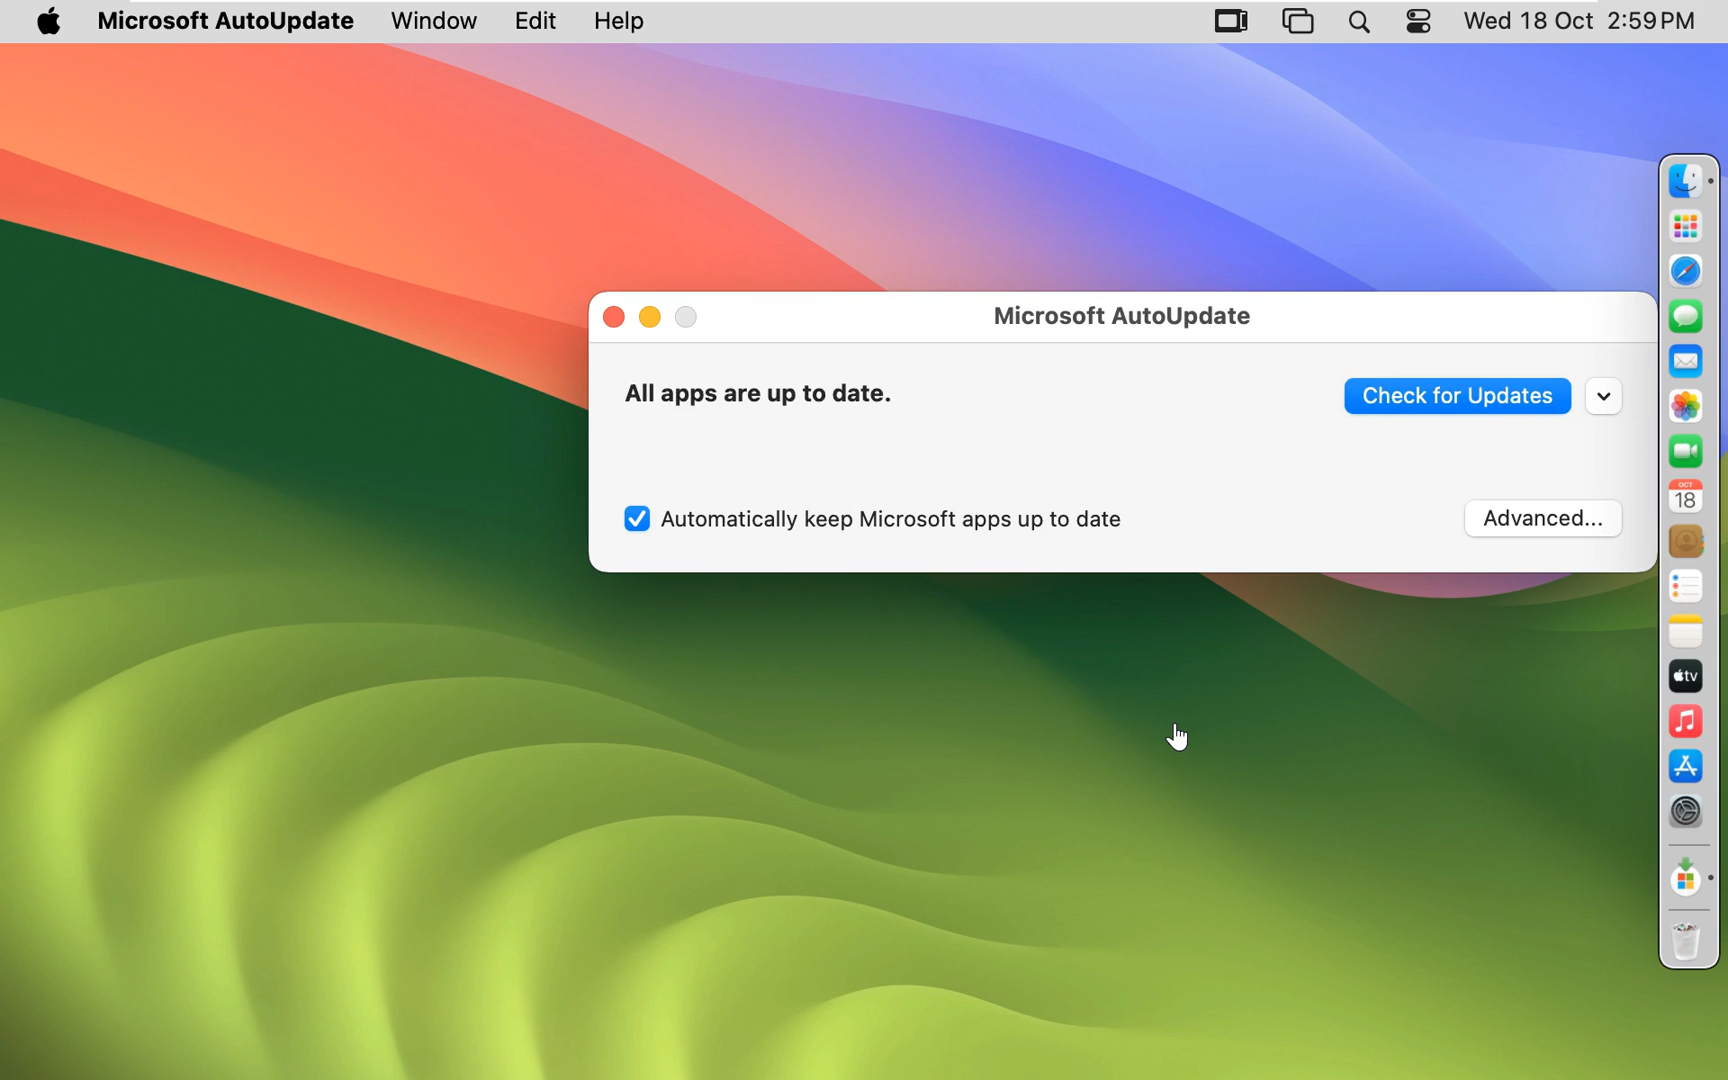 Microsoft AutoUpdate Window Edit Help Wed 18 Oct 2:59 PM
Microsoft AutoUpdate
All apps are up to date.
Check for Updates
Automatically keep Microsoft apps up to date
Advanced...
OCT
18
tv